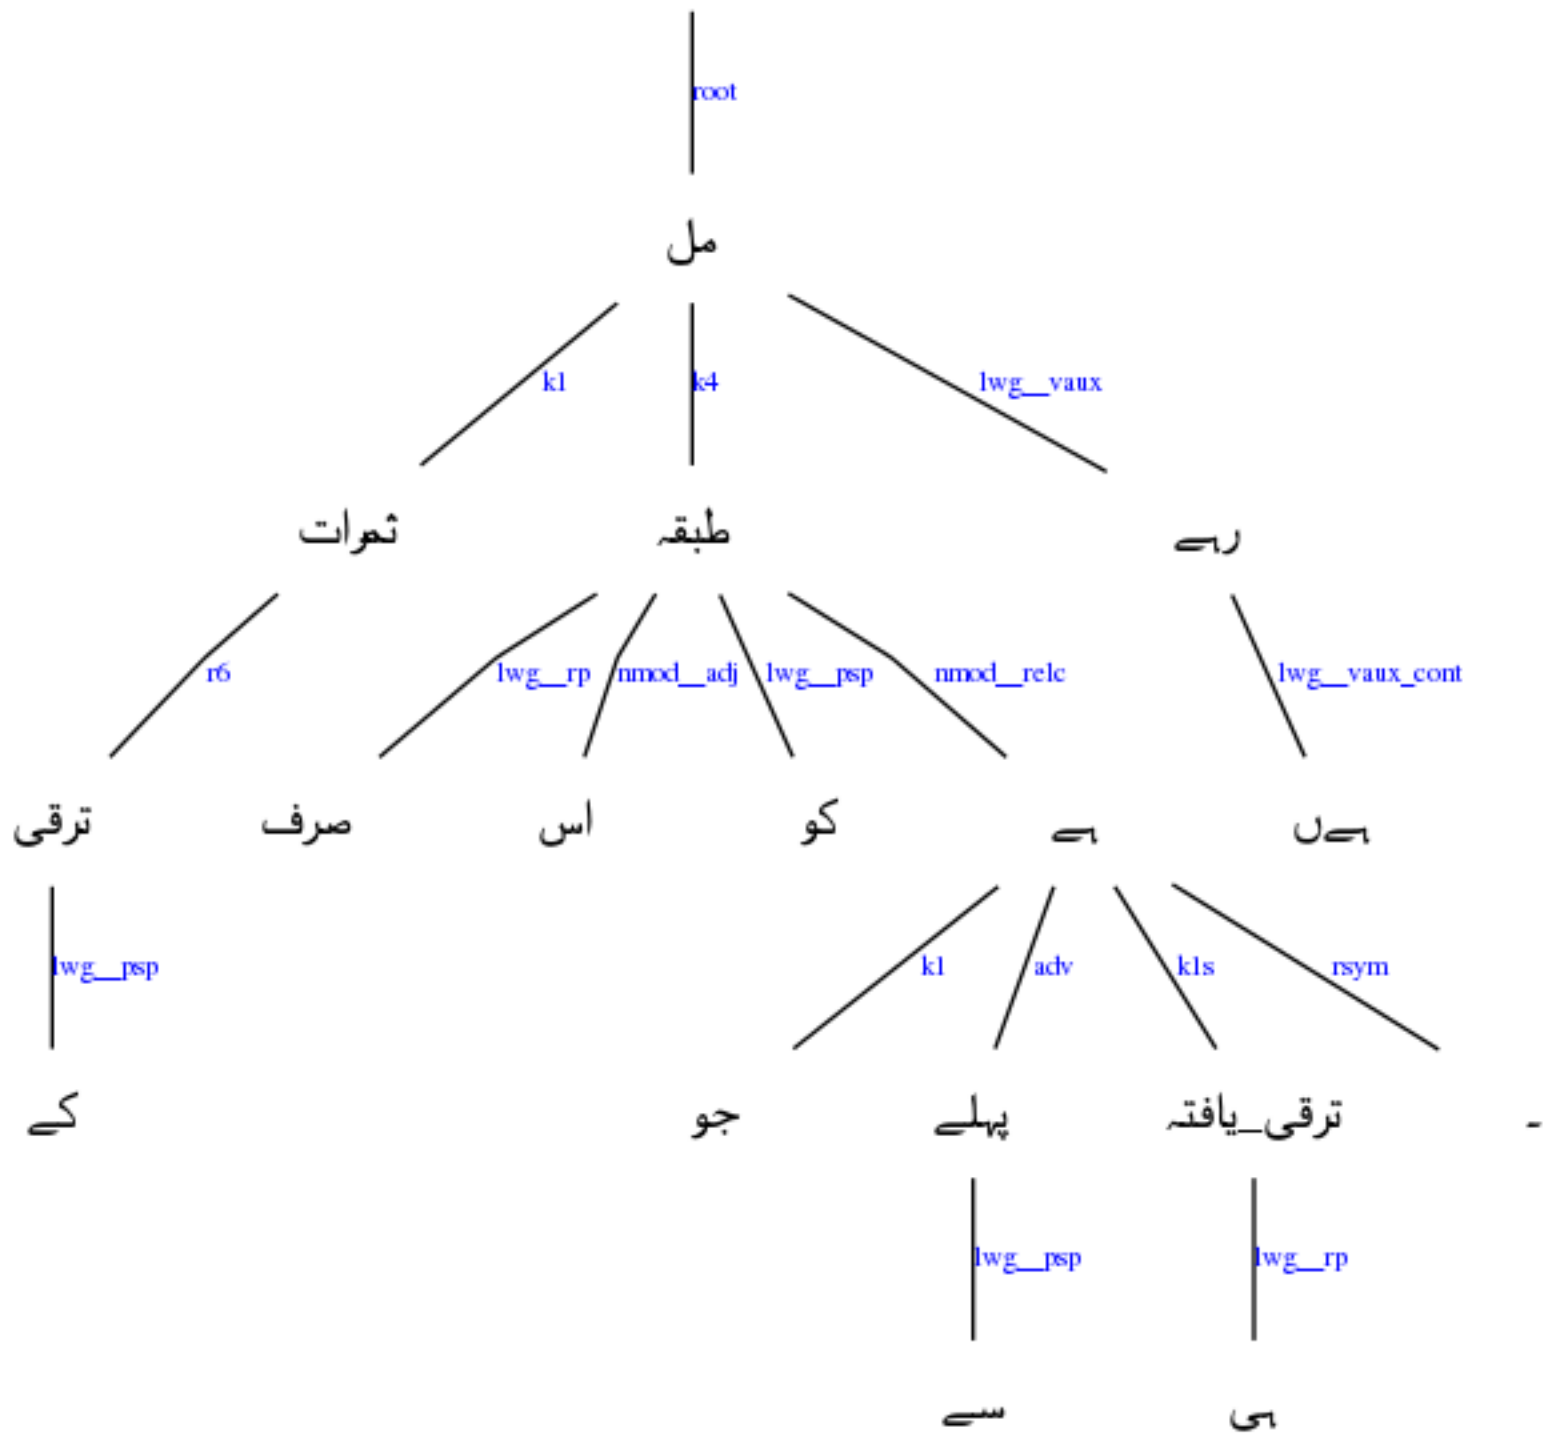 root
مل
k1 k4 lwg__vaux
ثمرات طبقہ رہے
r6 lwg__rp nmod__adj lwg__psp nmod__relc lwg__vaux_cont
ترقی صرف اس کو ہے ہےں
lwg__psp k1 adv k1s rsym
کے جو پہلے ترقی_یافتہ ۔
lwg__psp lwg__rp
سے ہی